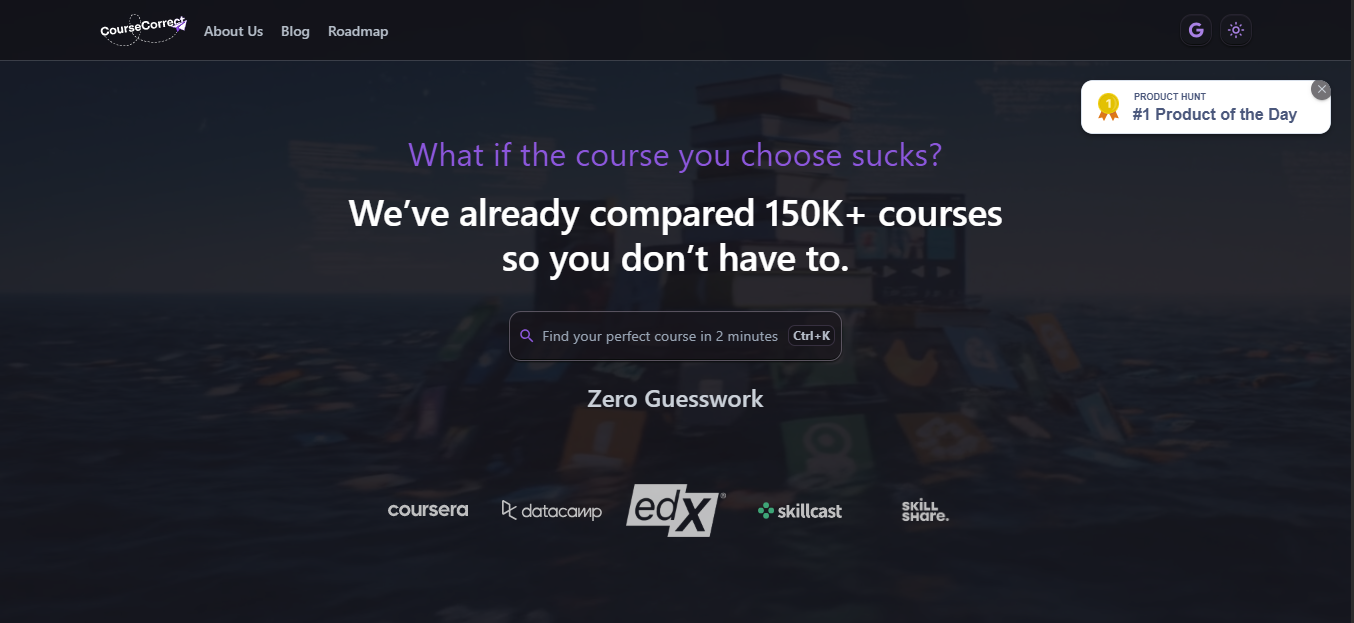 CourseCorrect
About Us
Blog
Roadmap
G
PRODUCT HUNT
1
#1 Product of the Day
What if the course you choose sucks?
We’ve already compared 150K+ courses
so you don’t have to.
Find your perfect course in 2 minutes
Ctrl+K
Zero Guesswork
coursera
datacamp
edX®
skillcast
SKILL
SHARE.